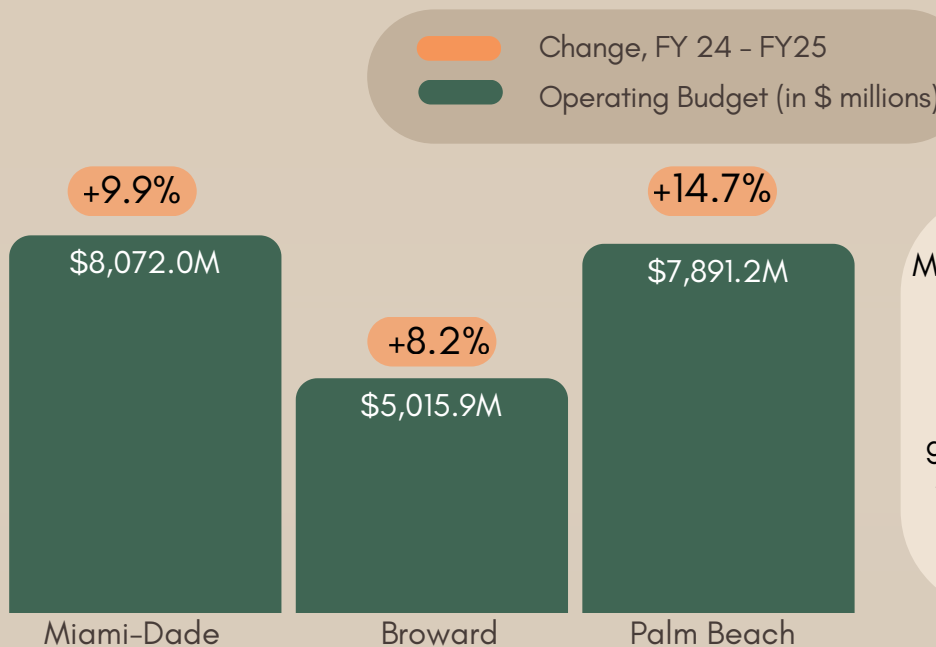 Change, FY 24 - FY25
Operating Budget (in $ millions)
+9.9%
+14.7%
$8,072.0M
$7,891.2M
+8.2%
$5,015.9M
Miami-Dade
Broward
Palm Beach